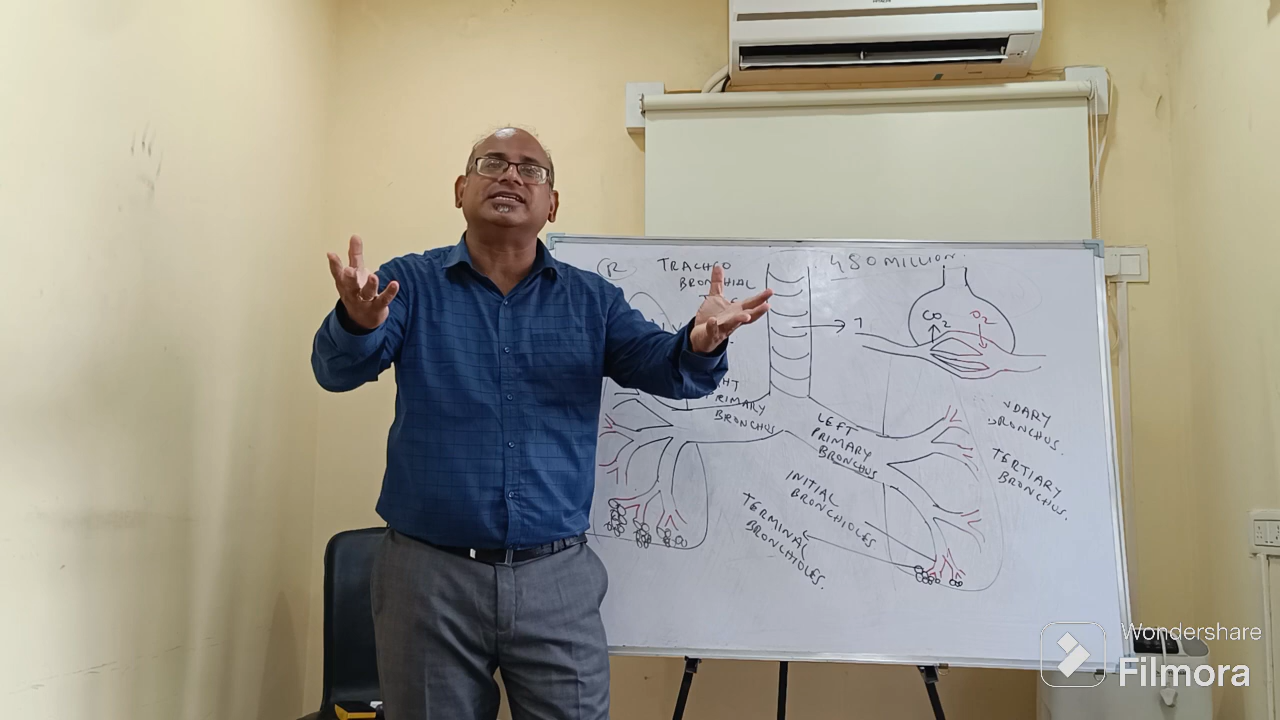 R
TRACHEO
BRONCHIAL
480 MILLION.
CO2
O2
PRIMARY
BRONCHUS
LEFT
PRIMARY
BRONCHUS
DARY
BRONCHUS.
TERTIARY
BRONCHUS.
INITIAL
BRONCHIOLES
TERMINAL
BRONCHIOLES.
Wondershare
Filmora